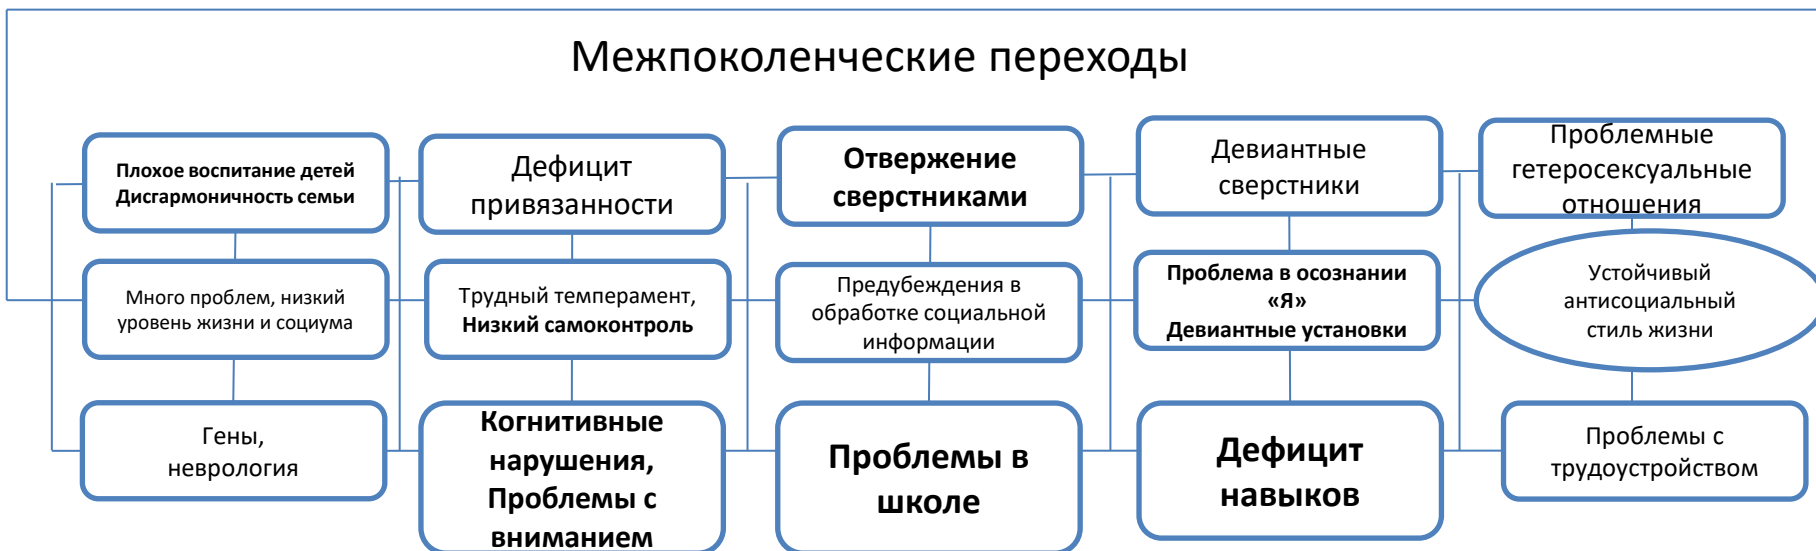 Межпоколенческие переходы
Плохое воспитание детей
Дисгармоничность семьи
Дефицит
привязанности
Отвержение
сверстниками
Девиантные
сверстники
Проблемные
гетеросексуальные
отношения
Много проблем, низкий
уровень жизни и социума
Трудный темперамент,
Низкий самоконтроль
Предубеждения в
обработке социальной
информации
Проблема в осознании
«Я»
Девиантные установки
Устойчивый
антисоциальный
стиль жизни
Гены,
неврология
Когнитивные
нарушения,
Проблемы с
вниманием
Проблемы в
школе
Дефицит
навыков
Проблемы с
трудоустройством